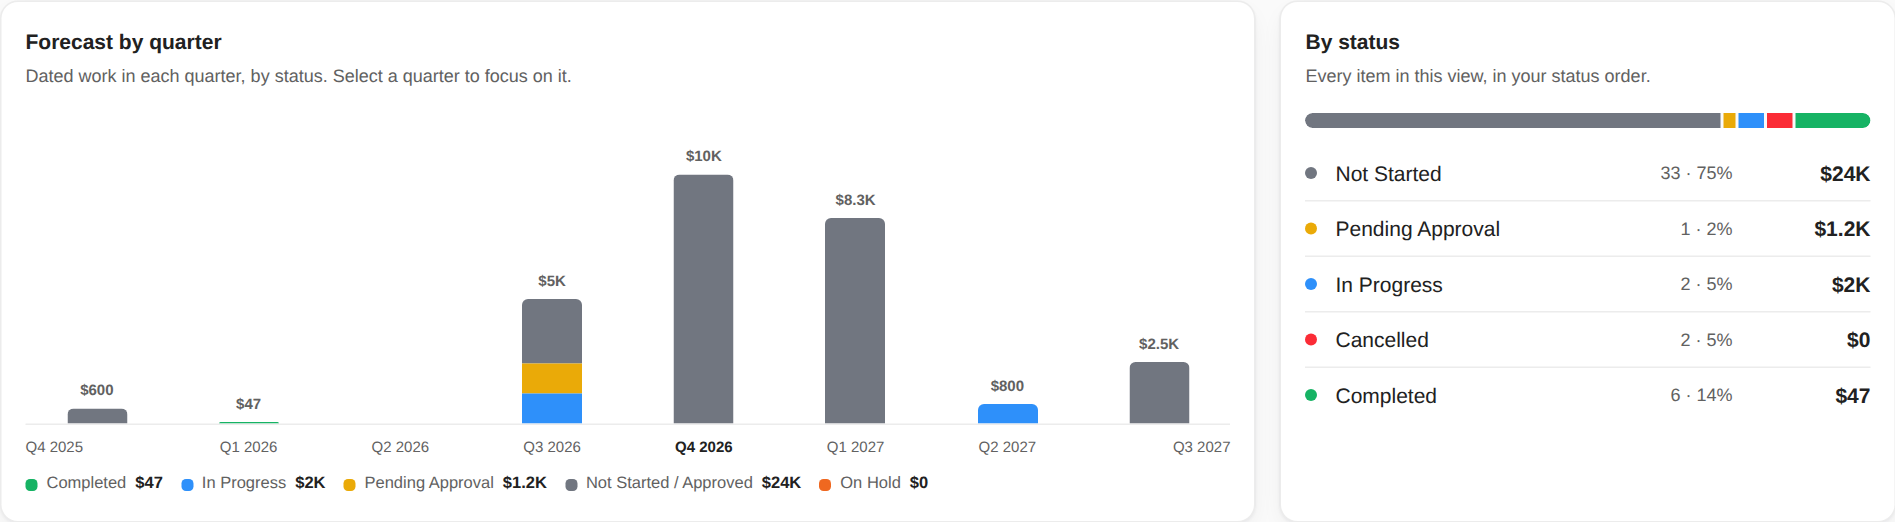 Forecast by quarter
Dated work in each quarter, by status. Select a quarter to focus on it.
$600
$47
$5K
$10K
$8.3K
$800
$2.5K
Q4 2025
Q1 2026
Q2 2026
Q3 2026
Q4 2026
Q1 2027
Q2 2027
Q3 2027
Completed $47 In Progress $2K Pending Approval $1.2K Not Started / Approved $24K On Hold $0
By status
Every item in this view, in your status order.
Not Started 33 · 75% $24K
Pending Approval 1 · 2% $1.2K
In Progress 2 · 5% $2K
Cancelled 2 · 5% $0
Completed 6 · 14% $47